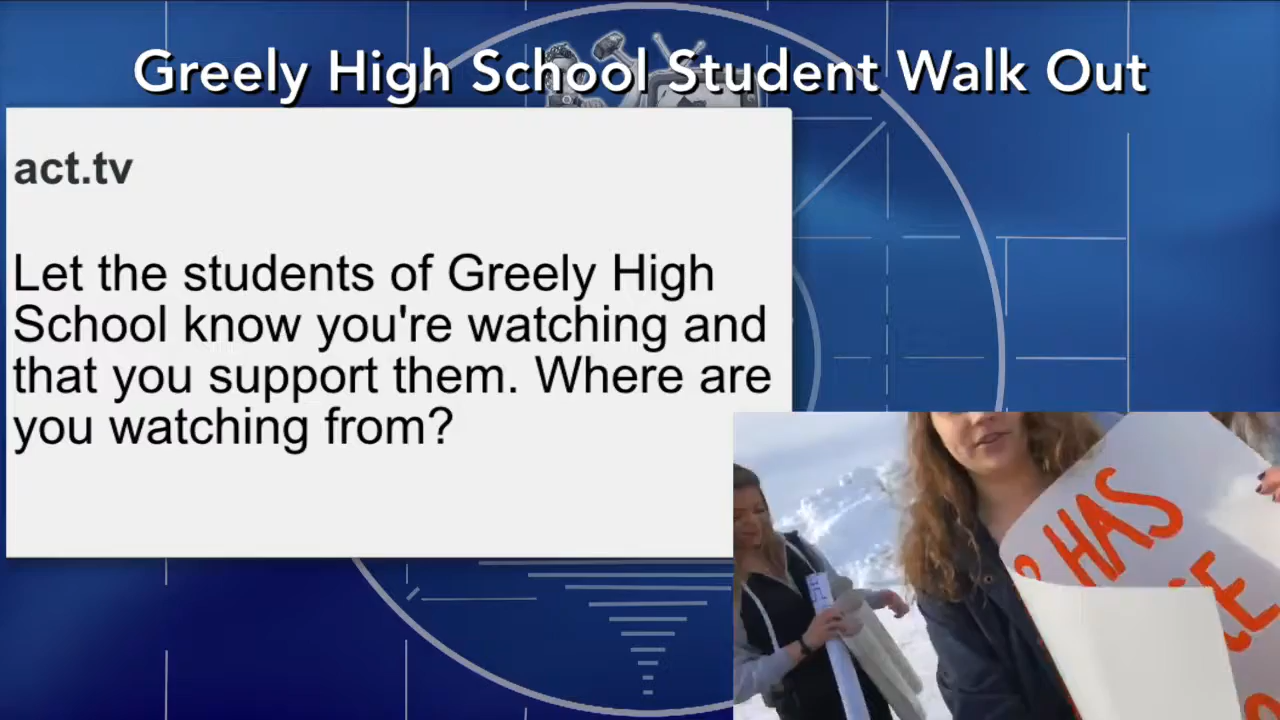 Greely High School Student Walk Out
act.tv
Let the students of Greely High
School know you're watching and
that you support them. Where are
you watching from?
HAS